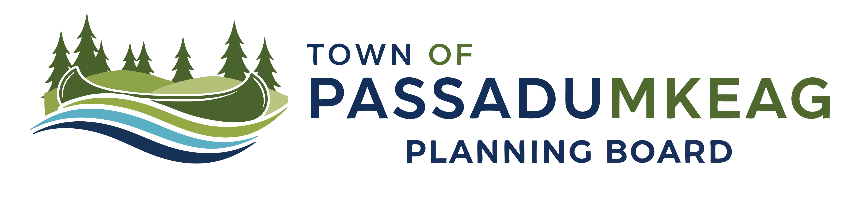 TOWN OF
PASSADUMKEAG
PLANNING BOARD